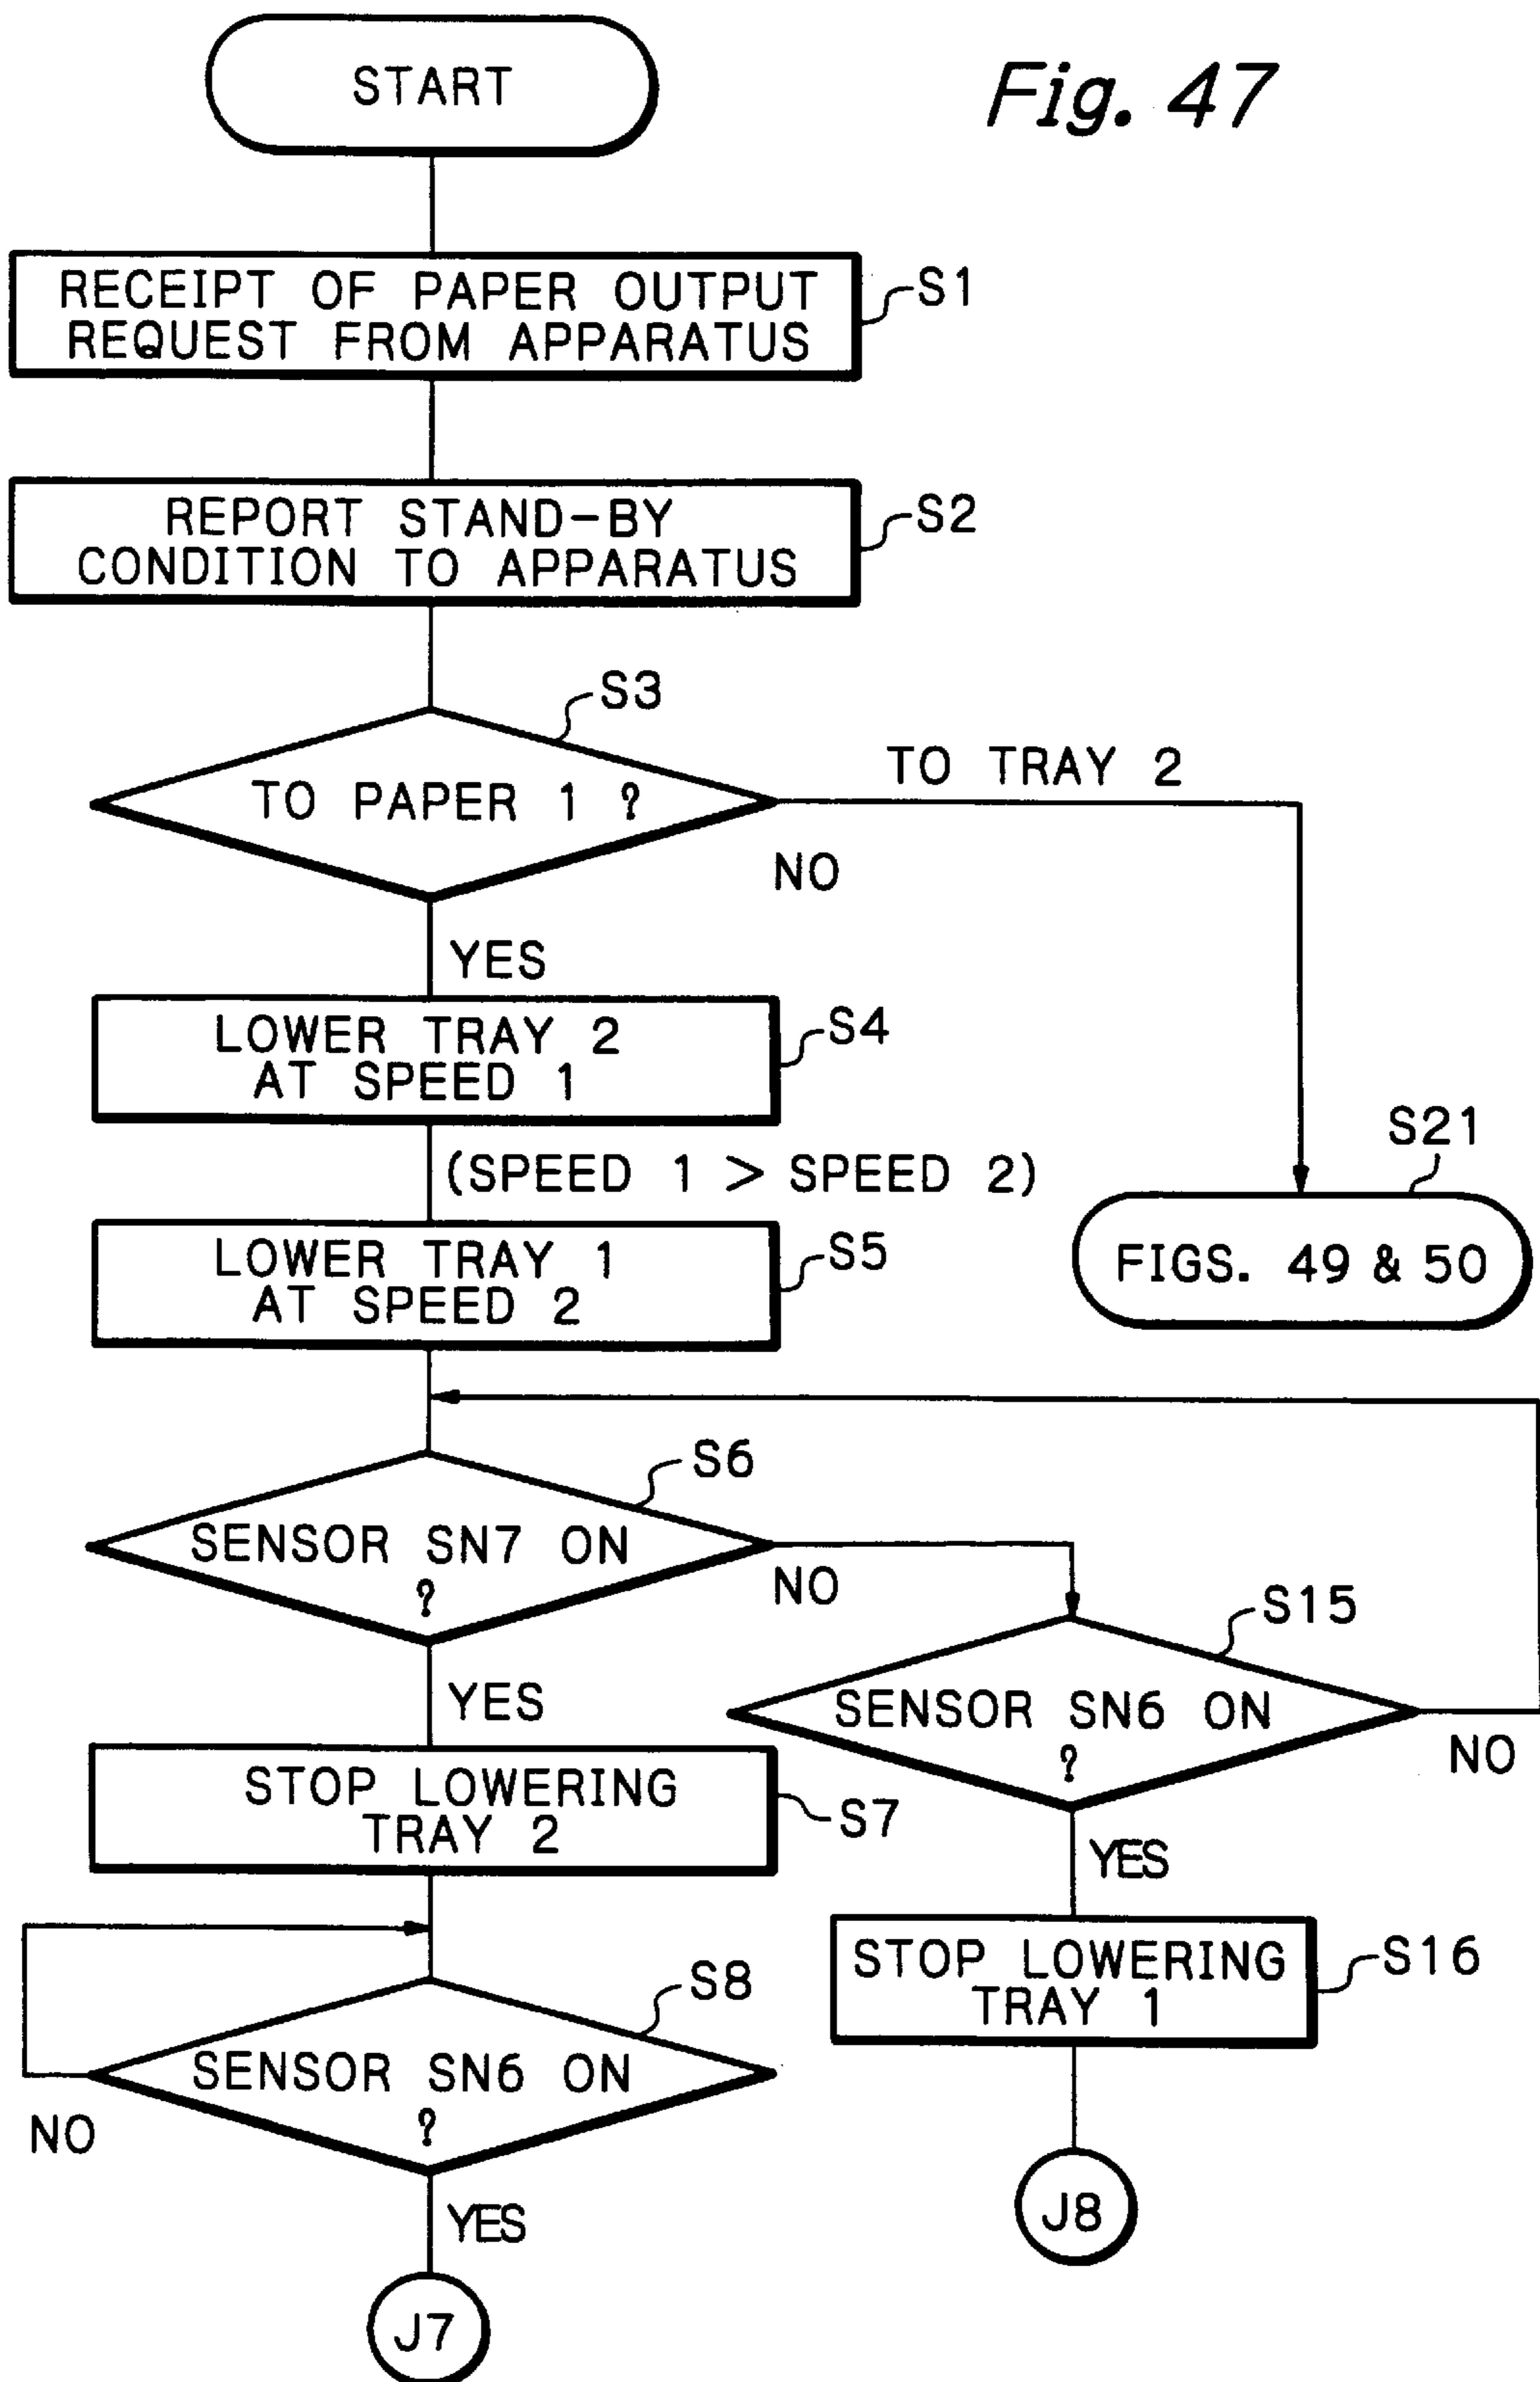 Fig. 47
START
RECEIPT OF PAPER OUTPUT
REQUEST FROM APPARATUS
S1
REPORT STAND-BY
CONDITION TO APPARATUS
S2
S3
TO PAPER 1 ?
TO TRAY 2
NO
YES
LOWER TRAY 2
AT SPEED 1
S4
(SPEED 1 > SPEED 2)
S21
FIGS. 49 & 50
LOWER TRAY 1
AT SPEED 2
S5
S6
SENSOR SN7 ON
?
NO
YES
S15
SENSOR SN6 ON
?
NO
YES
STOP LOWERING
TRAY 2
S7
STOP LOWERING
TRAY 1
S16
S8
SENSOR SN6 ON
?
NO
YES
J8
J7